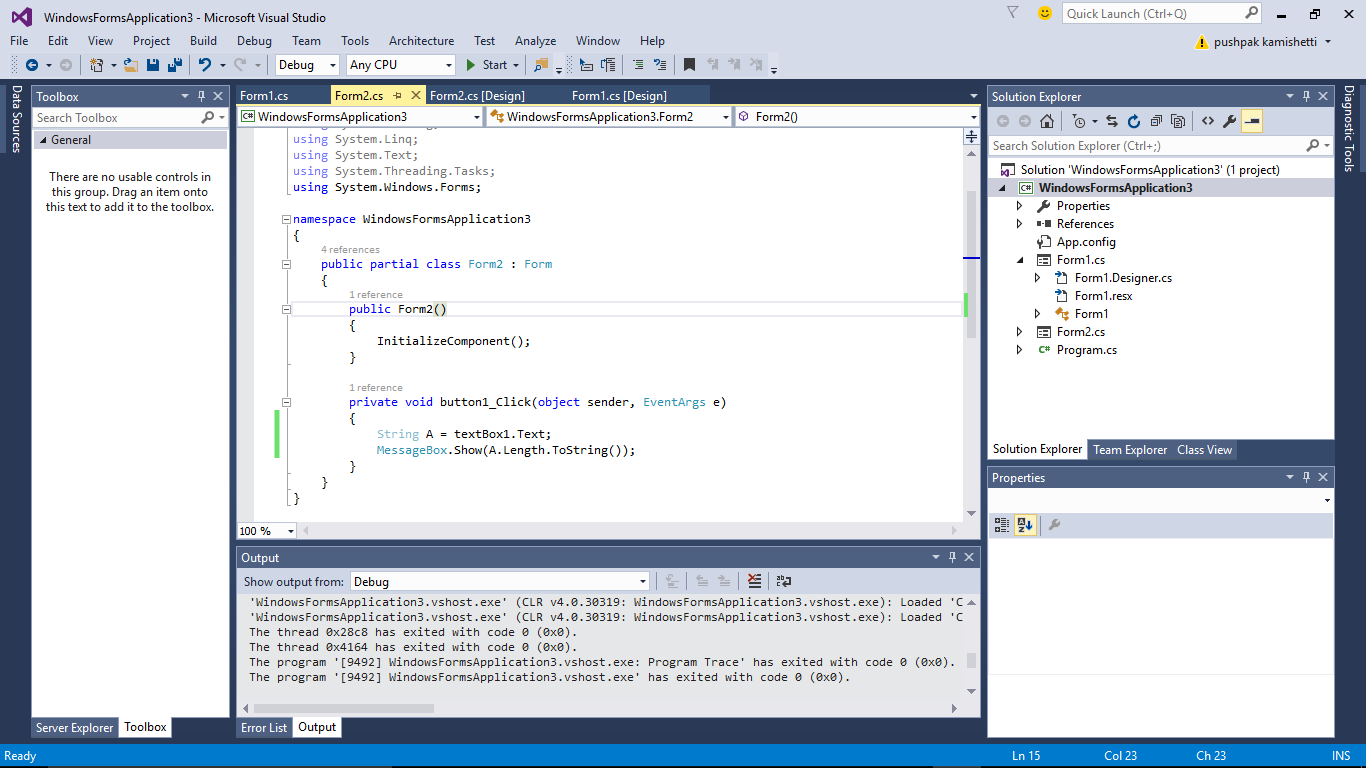 WindowsFormsApplication3 - Microsoft Visual Studio
Quick Launch (Ctrl+Q)
File Edit View Project Build Debug Team Tools Architecture Test Analyze Window Help
pushpak kamishetti
Debug Any CPU Start
Data Sources
Toolbox
Search Toolbox
General
There are no usable controls in
this group. Drag an item onto
this text to add it to the toolbox.
Server Explorer Toolbox
Form1.cs Form2.cs Form2.cs [Design] Form1.cs [Design]
C# WindowsFormsApplication3 WindowsFormsApplication3.Form2 Form2()
using System.Linq;
using System.Text;
using System.Threading.Tasks;
using System.Windows.Forms;
namespace WindowsFormsApplication3
{
4 references
public partial class Form2 : Form
{
1 reference
public Form2()
{
InitializeComponent();
}
1 reference
private void button1_Click(object sender, EventArgs e)
{
String A = textBox1.Text;
MessageBox.Show(A.Length.ToString());
}
}
}
100 %
Output
Show output from: Debug
'WindowsFormsApplication3.vshost.exe' (CLR v4.0.30319: WindowsFormsApplication3.vshost.exe): Loaded 'C
'WindowsFormsApplication3.vshost.exe' (CLR v4.0.30319: WindowsFormsApplication3.vshost.exe): Loaded 'C
The thread 0x28c8 has exited with code 0 (0x0).
The thread 0x4164 has exited with code 0 (0x0).
The program '[9492] WindowsFormsApplication3.vshost.exe: Program Trace' has exited with code 0 (0x0).
The program '[9492] WindowsFormsApplication3.vshost.exe' has exited with code 0 (0x0).
Error List Output
Solution Explorer
Search Solution Explorer (Ctrl+;)
Solution 'WindowsFormsApplication3' (1 project)
C# WindowsFormsApplication3
Properties
References
App.config
Form1.cs
Form1.Designer.cs
Form1.resx
Form1
Form2.cs
C# Program.cs
Solution Explorer Team Explorer Class View
Properties
Diagnostic Tools
Ready Ln 15 Col 23 Ch 23 INS